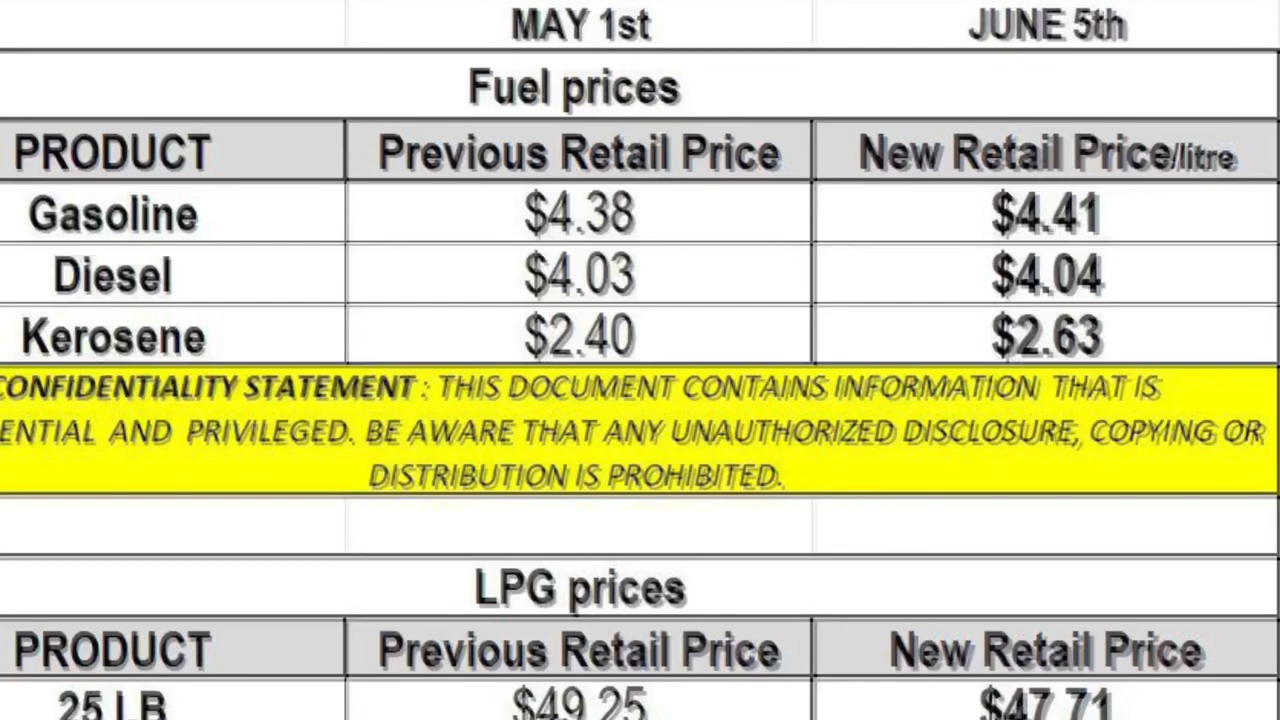 MAY 1st JUNE 5th
Fuel prices
PRODUCT Previous Retail Price New Retail Price/litre
Gasoline $4.38 $4.41
Diesel $4.03 $4.04
Kerosene $2.40 $2.63
CONFIDENTIALITY STATEMENT : THIS DOCUMENT CONTAINS INFORMATION THAT IS
ENTIAL AND PRIVILEGED. BE AWARE THAT ANY UNAUTHORIZED DISCLOSURE, COPYING OR
DISTRIBUTION IS PROHIBITED.
LPG prices
PRODUCT Previous Retail Price New Retail Price
25 LB $49.25 $47.71